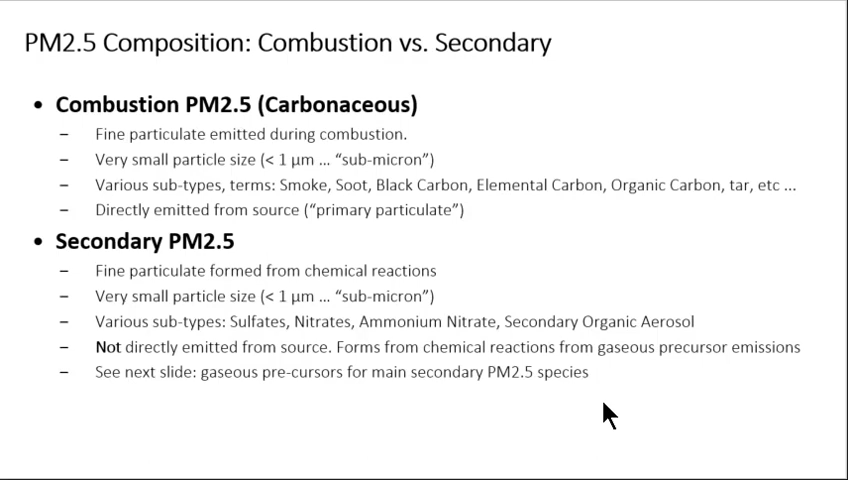 PM2.5 Composition: Combustion vs. Secondary
• Combustion PM2.5 (Carbonaceous)
– Fine particulate emitted during combustion.
– Very small particle size (< 1 μm ... “sub-micron”)
– Various sub-types, terms: Smoke, Soot, Black Carbon, Elemental Carbon, Organic Carbon, tar, etc ...
– Directly emitted from source (“primary particulate”)
• Secondary PM2.5
– Fine particulate formed from chemical reactions
– Very small particle size (< 1 μm ... “sub-micron”)
– Various sub-types: Sulfates, Nitrates, Ammonium Nitrate, Secondary Organic Aerosol
– Not directly emitted from source. Forms from chemical reactions from gaseous precursor emissions
– See next slide: gaseous pre-cursors for main secondary PM2.5 species